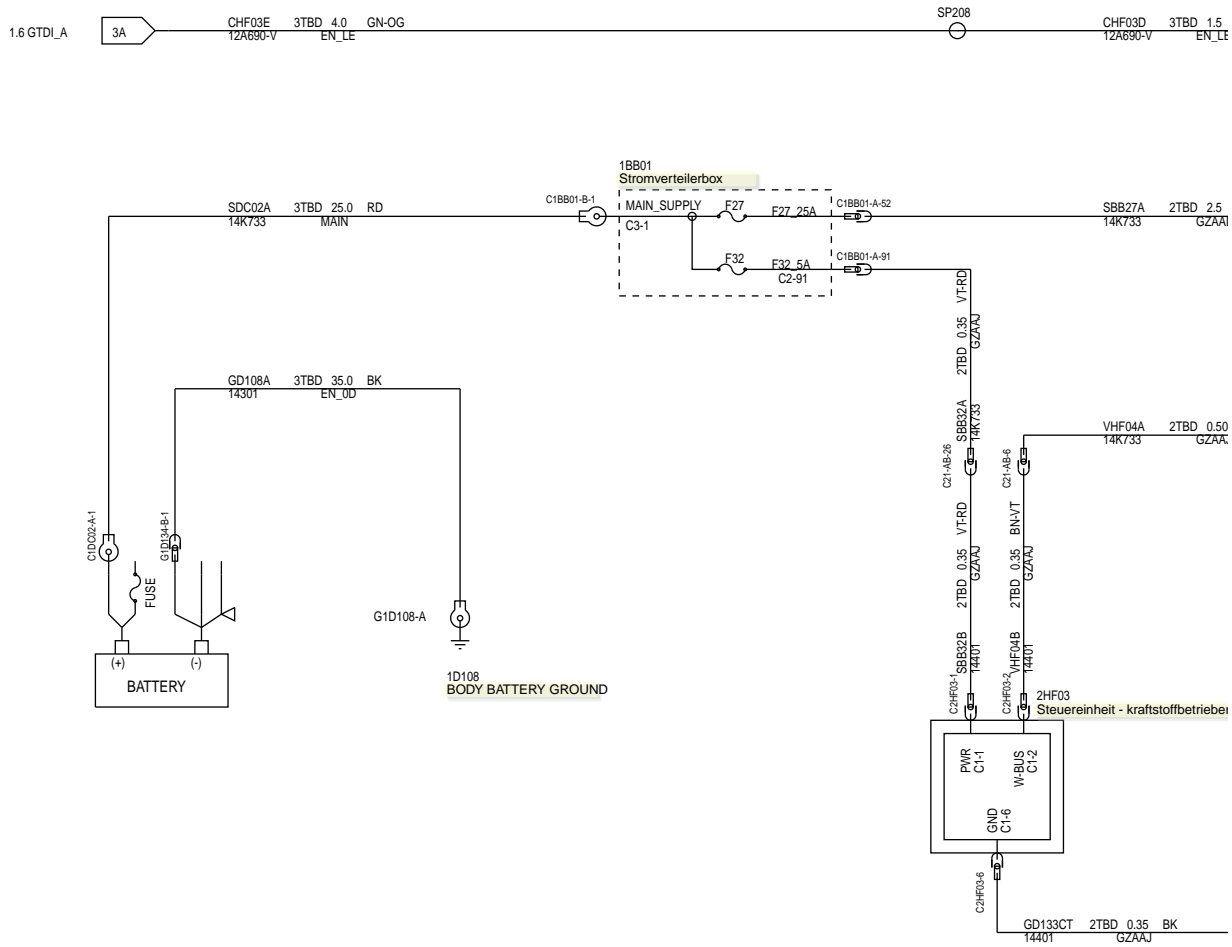 SP208
1.6 GTDI_A 3A CHF03E 3TBD 4.0 GN-OG CHF03D 3TBD 1.5
12A690-V EN_LE 12A690-V EN_LE
1BB01
Stromverteilerbox
SDC02A 3TBD 25.0 RD C1BB01-B-1 MAIN_SUPPLY F27 F27_25A C1BB01-A-52 SBB27A 2TBD 2.5
14K733 MAIN C3-1 14K733
F32 F32_5A C1BB01-A-91
C2-91
VT-RD
2TBD 0.35
GZAAJ
SBB32A
14K733
GD108A 3TBD 35.0 BK
14301 EN_0D
VHF04A 2TBD 0.50
14K733 GZAAJ
C21-AB-26
C21-AB-6
C1DC02-A-1
G1D134-B-1
FUSE
VT-RD
2TBD 0.35
GZAAJ
SBB32B
14401
BN-VT
2TBD 0.35
GZAAJ
VHF04B
14401
G1D108-A
(+) (-)
BATTERY
1D108
BODY BATTERY GROUND
C2HF03-1
C2HF03-2
2HF03
Steuereinheit - kraftstoffbetrieben
PWR
C1-1
W-BUS
C1-2
GND
C1-6
C2HF03-6
GD133CT 2TBD 0.35 BK
14401 GZAAJ